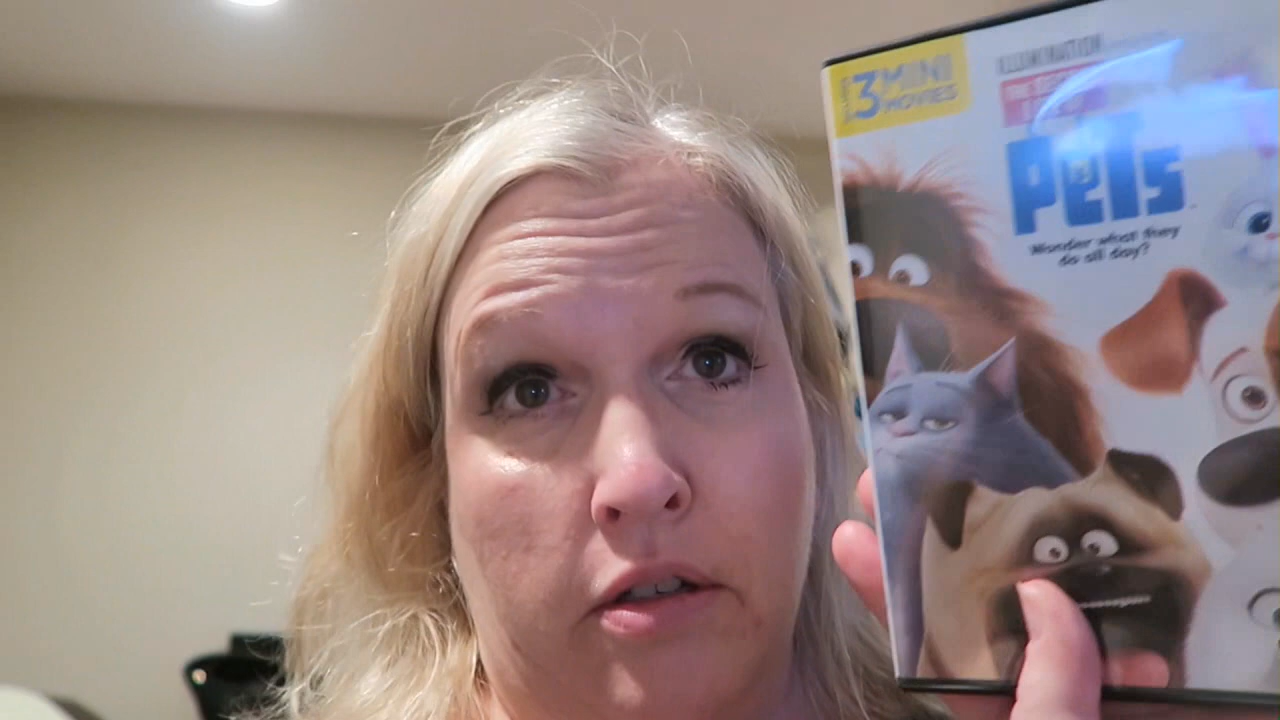 3 MINI
MOVIES
ILLUMINATION
PETS
Wonder what they
do all day?